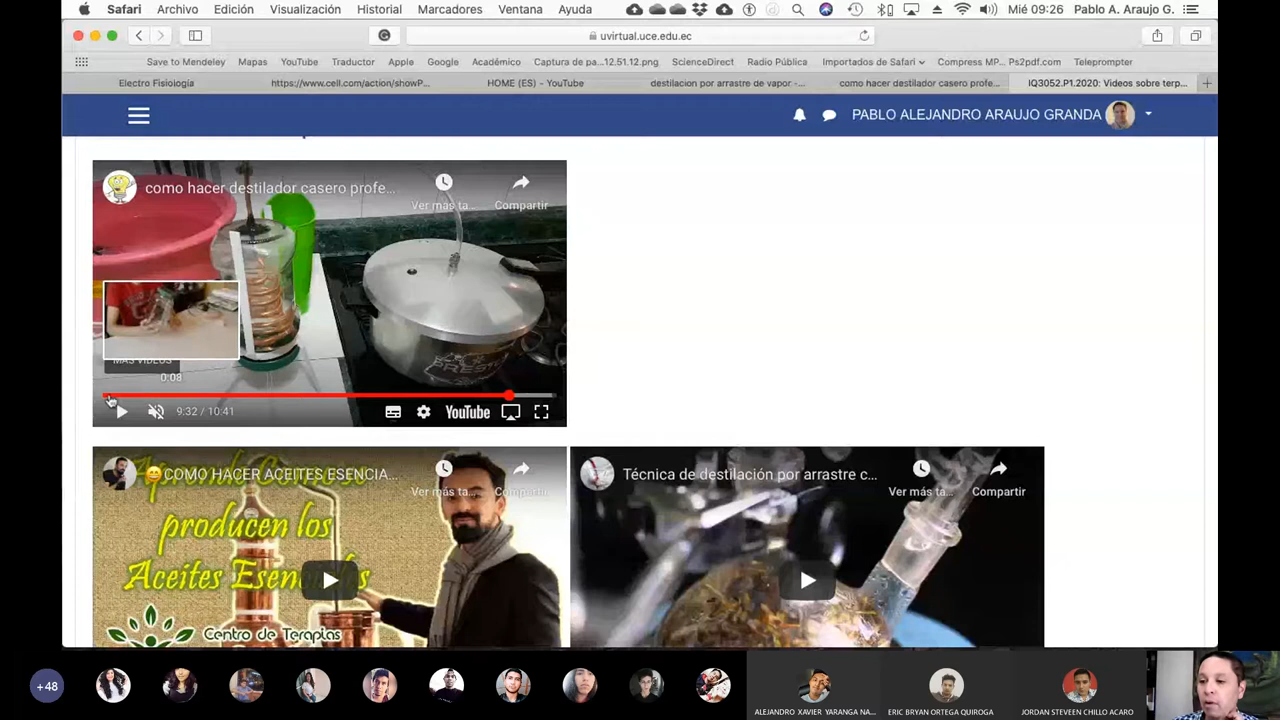 Safari Archivo Edición Visualización Historial Marcadores Ventana Ayuda Mié 09:26 Pablo A. Araujo G.
uvirtual.uce.edu.ec
Save to Mendeley Mapas YouTube Traductor Apple Google Académico Captura de pa...12.51.12.png ScienceDirect Radio Pública Importados de Safari Compress MP... Ps2pdf.com Teleprompter
Electro Fisiología https://www.cell.com/action/showP... HOME (ES) - YouTube destilacion por arrastre de vapor -... como hacer destilador casero profe... IQ3052.P1.2020: Videos sobre terp...
PABLO ALEJANDRO ARAUJO GRANDA
como hacer destilador casero profe...
Ver más ta... Compartir
PRESTO
MÁS VÍDEOS
0:08
9:32 / 10:41 YouTube
COMO HACER ACEITES ESENCIA...
Ver más ta... Compartir
Técnica de destilación por arrastre c...
Ver más ta... Compartir
producen los
Aceites Esenciales
Centro de Terapias
+48
ALEJANDRO XAVIER YARANGA NA...
ERIC BRYAN ORTEGA QUIROGA
JORDAN STEVEEN CHILLO ACARO